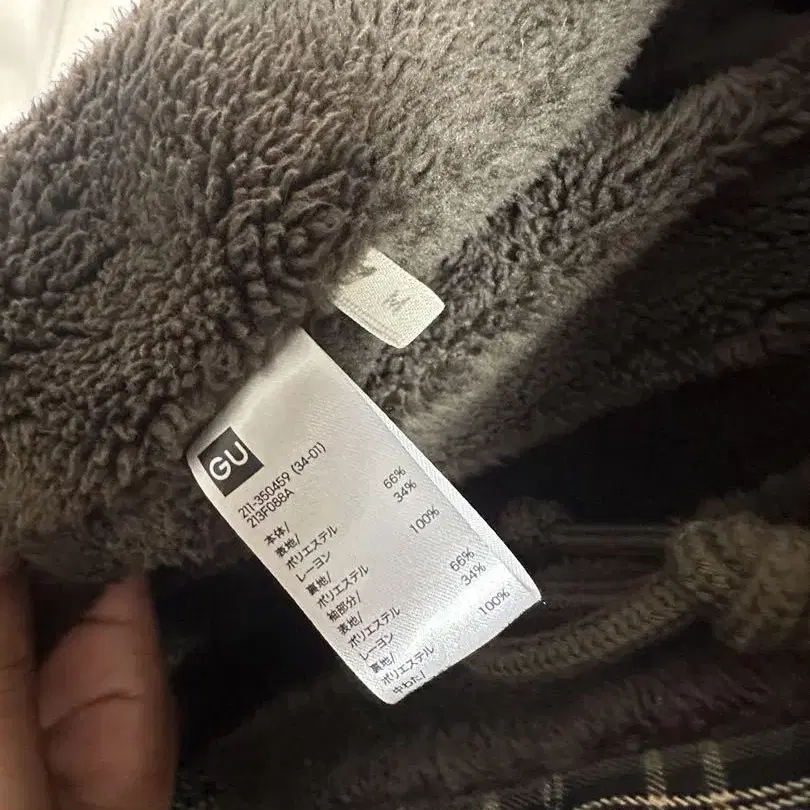 M
GU
211-350459 (34-01)
213F088A
本体/
表地/
ポリエステル 66%
レーヨン 34%
裏地/
ポリエステル 100%
袖部分/
表地/
ポリエステル 66%
レーヨン 34%
裏地/
ポリエステル 100%
中わた/